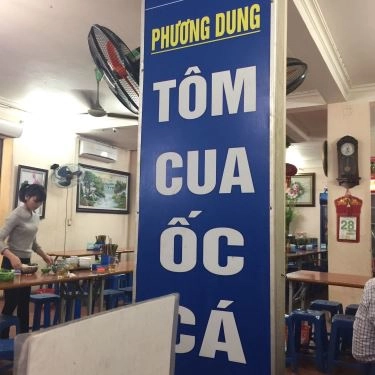 PHƯƠNG DUNG
TÔM
CUA
ỐC
CÁ
28